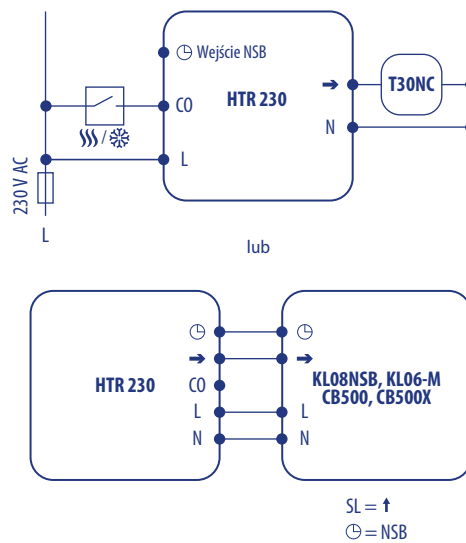 Wejście NSB
CO
HTR 230
T30NC
N
L
/
230 V AC
L
lub
HTR 230
CO
L
N
KL08NSB, KL06-M
CB500, CB500X
L
N
SL =
= NSB